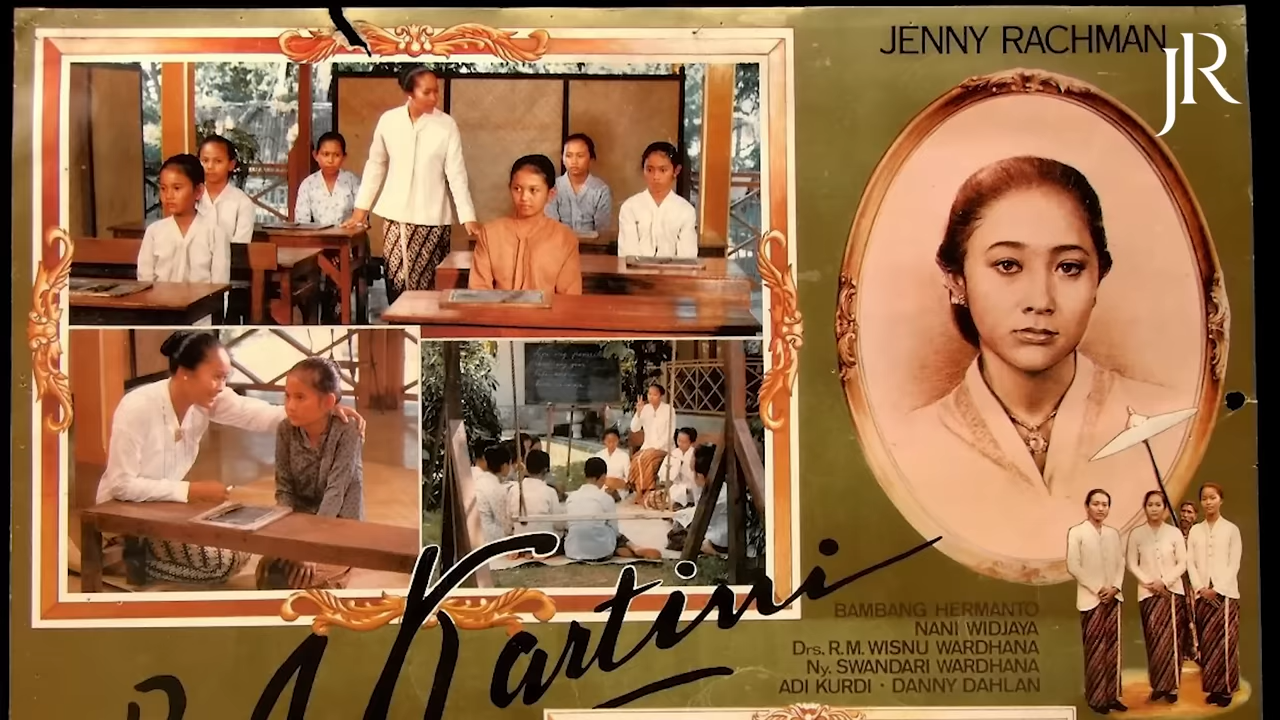 JENNY RACHMAN
JR
R A Kartini
BAMBANG HERMANTO
NANI WIDJAYA
Drs. R.M. WISNU WARDHANA
Ny. SWANDARI WARDHANA
ADI KURDI · DANNY DAHLAN